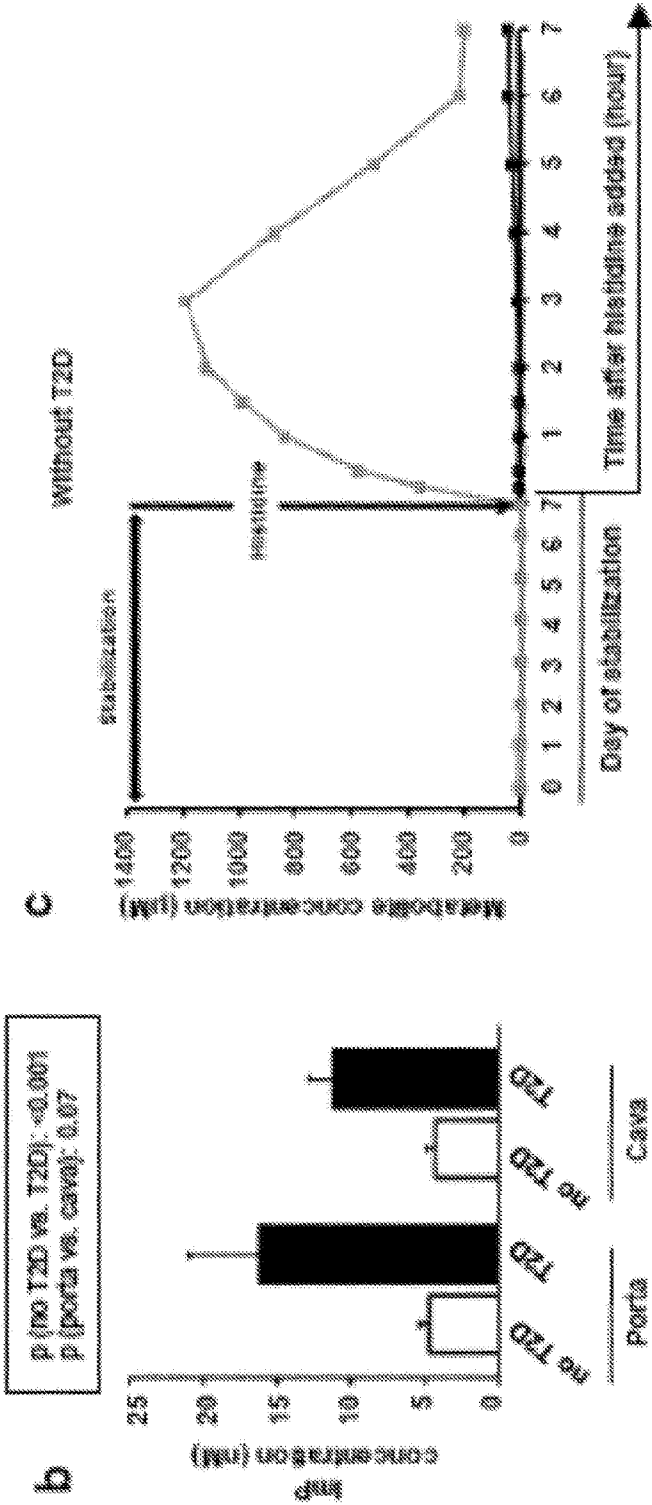 b
p (no T2D vs. T2D): <0.001
p (porta vs. cava): 0.07
ImP
concentration (nM)
25
20
15
10
5
0
no T2D
T2D
no T2D
T2D
Porta
Cava
c
Without T2D
Stabilization
Histidine
Metabolite concentration (µM)
1400
1200
1000
800
600
400
200
0
0 1 2 3 4 5 6 7
1 2 3 4 5 6 7
Day of stabilization
Time after histidine added (hour)